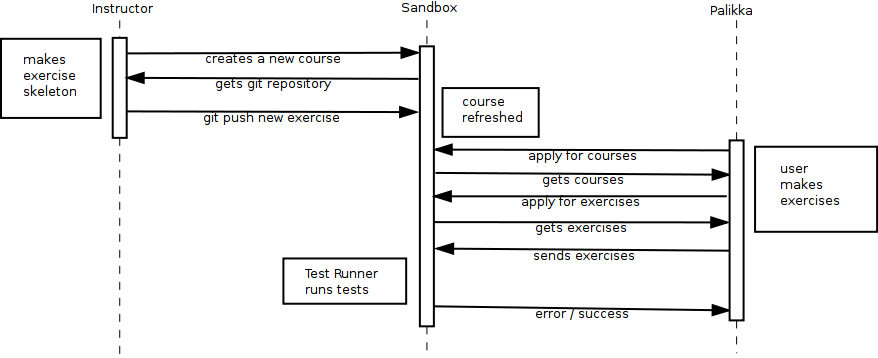 Instructor
Sandbox
Palikka
makes
exercise
skeleton
creates a new course
gets git repository
git push new exercise
course
refreshed
apply for courses
gets courses
apply for exercises
gets exercises
sends exercises
user
makes
exercises
Test Runner
runs tests
error / success